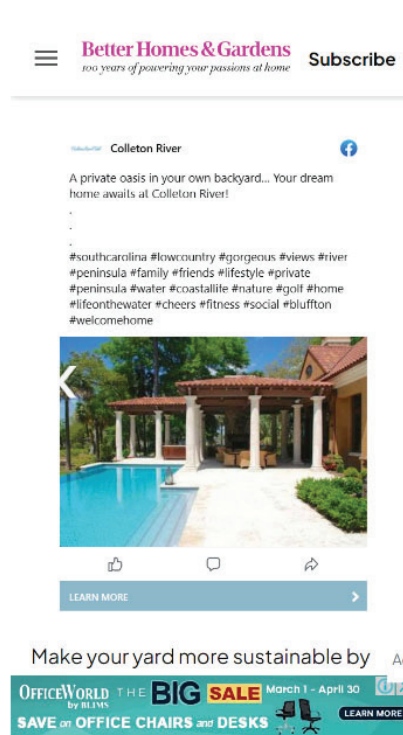 Better Homes & Gardens
100 years of powering your passions at home
Subscribe
Colleton River
A private oasis in your own backyard... Your dream
home awaits at Colleton River!
.
.
.
#southcarolina #lowcountry #gorgeous #views #river
#peninsula #family #friends #lifestyle #private
#peninsula #water #coastallife #nature #golf #home
#lifeonthewater #cheers #fitness #social #bluffton
#welcomehome
LEARN MORE
Make your yard more sustainable by
OFFICEWORLD THE BIG SALE March 1 - April 30
by BLIMS
SAVE on OFFICE CHAIRS and DESKS
LEARN MORE